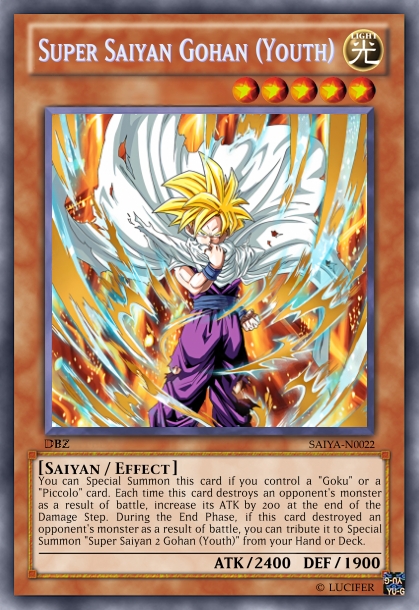 Super Saiyan Gohan (Youth)
LIGHT
光
DBZ
SAIYA-N0022
[Saiyan / Effect]
You can Special Summon this card if you control a "Goku" or a
"Piccolo" card. Each time this card destroys an opponent's monster
as a result of battle, increase its ATK by 200 at the end of the
Damage Step. During the End Phase, if this card destroyed an
opponent's monster as a result of battle, you can tribute it to Special
Summon "Super Saiyan 2 Gohan (Youth)" from your Hand or Deck.
ATK/2400 DEF/1900
© LUCIFER